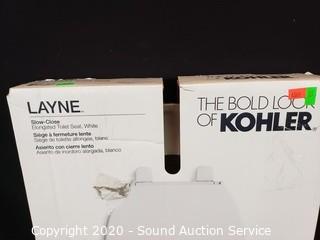 LAYNE
Slow-Close
Elongated Toilet Seat, White
Siège à fermeture lente
Siège de toilette allongée, blanc
Asiento con cierre lento
Asiento de inodoro alargado, blanco
THE BOLD LOOK
OF KOHLER
Copyright 2020 - Sound Auction Service